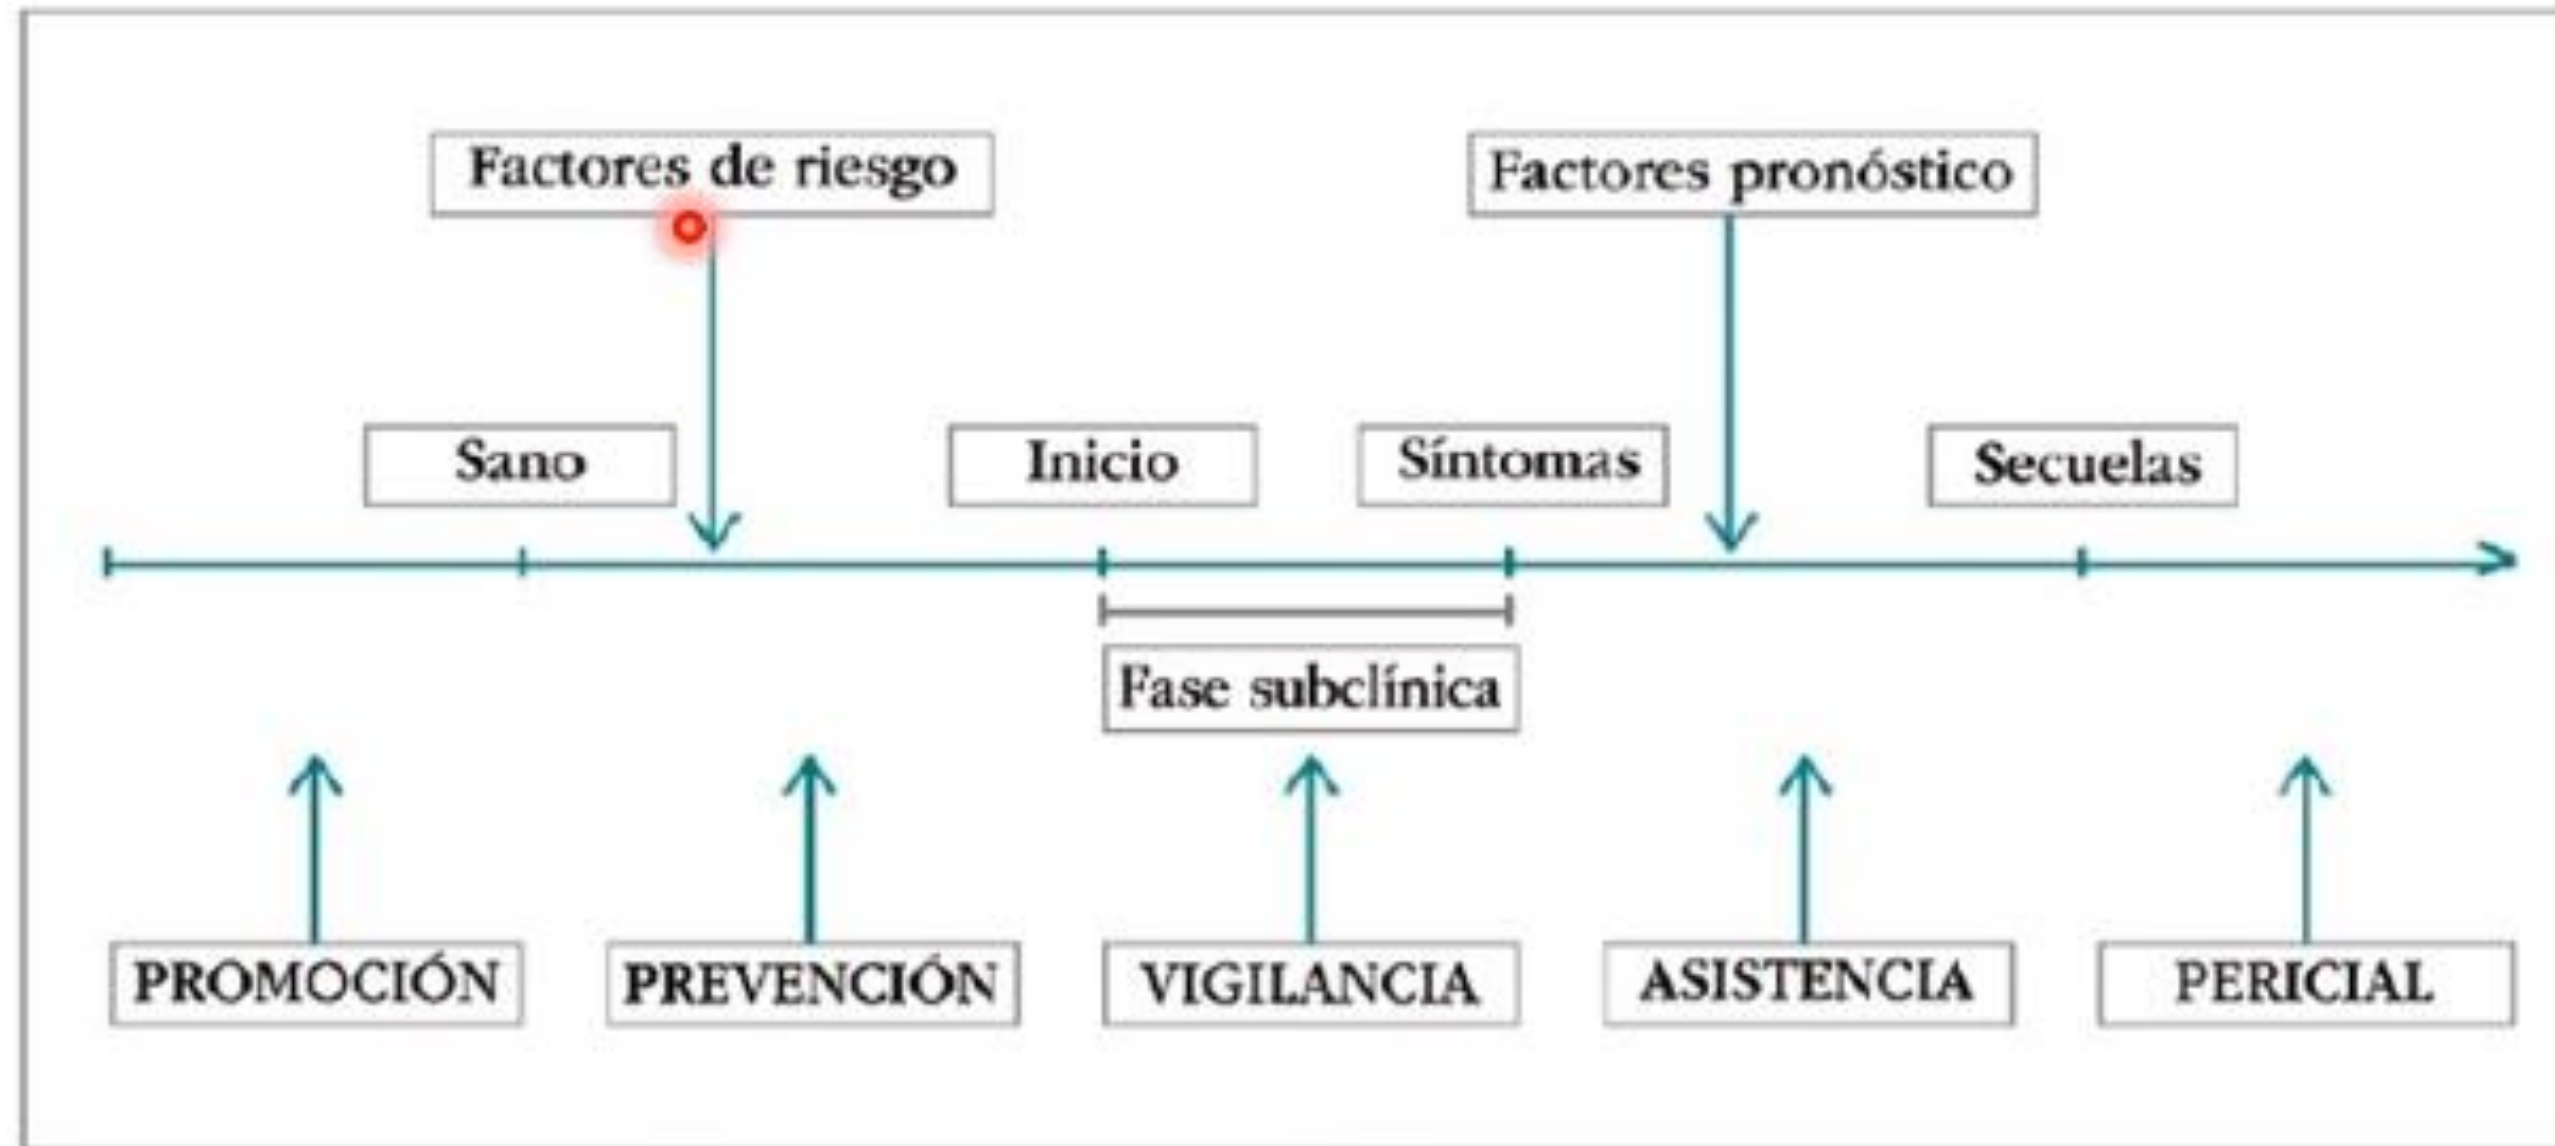 Factores de riesgo
Factores pronóstico
Sano
Inicio
Síntomas
Secuelas
Fase subclínica
PROMOCIÓN
PREVENCIÓN
VIGILANCIA
ASISTENCIA
PERICIAL